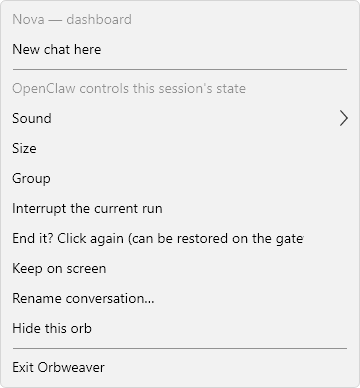 Nova — dashboard
New chat here
OpenClaw controls this session's state
Sound
Size
Group
Interrupt the current run
End it? Click again (can be restored on the gate
Keep on screen
Rename conversation...
Hide this orb
Exit Orbweaver